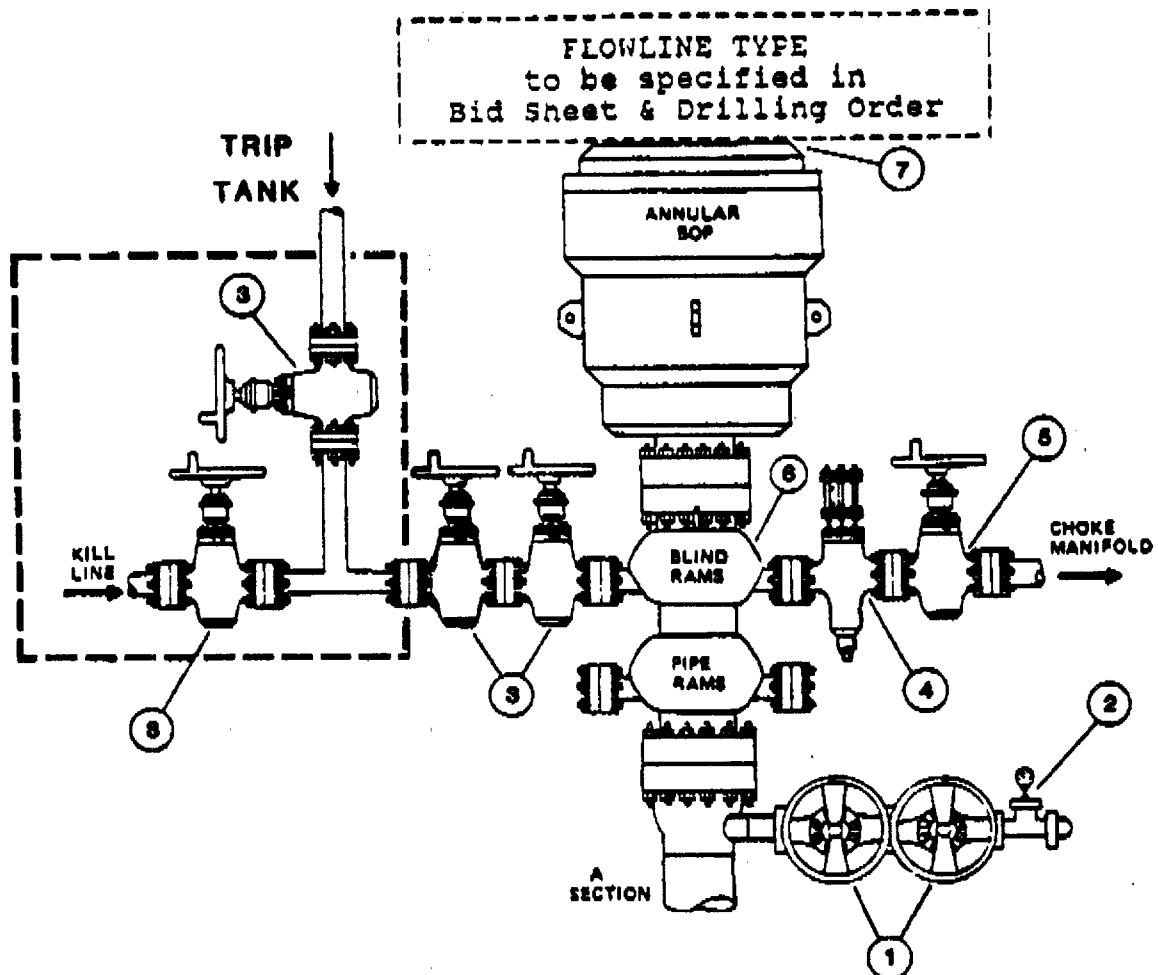 FLOWLINE TYPE
to be specified in
Bid Sheet & Drilling Order
TRIP
TANK
7
ANNULAR
BOP
3
5
6
KILL
LINE
BLIND
RAMS
CHOKE
MANIFOLD
PIPE
RAMS
3
4
2
8
A
SECTION
1